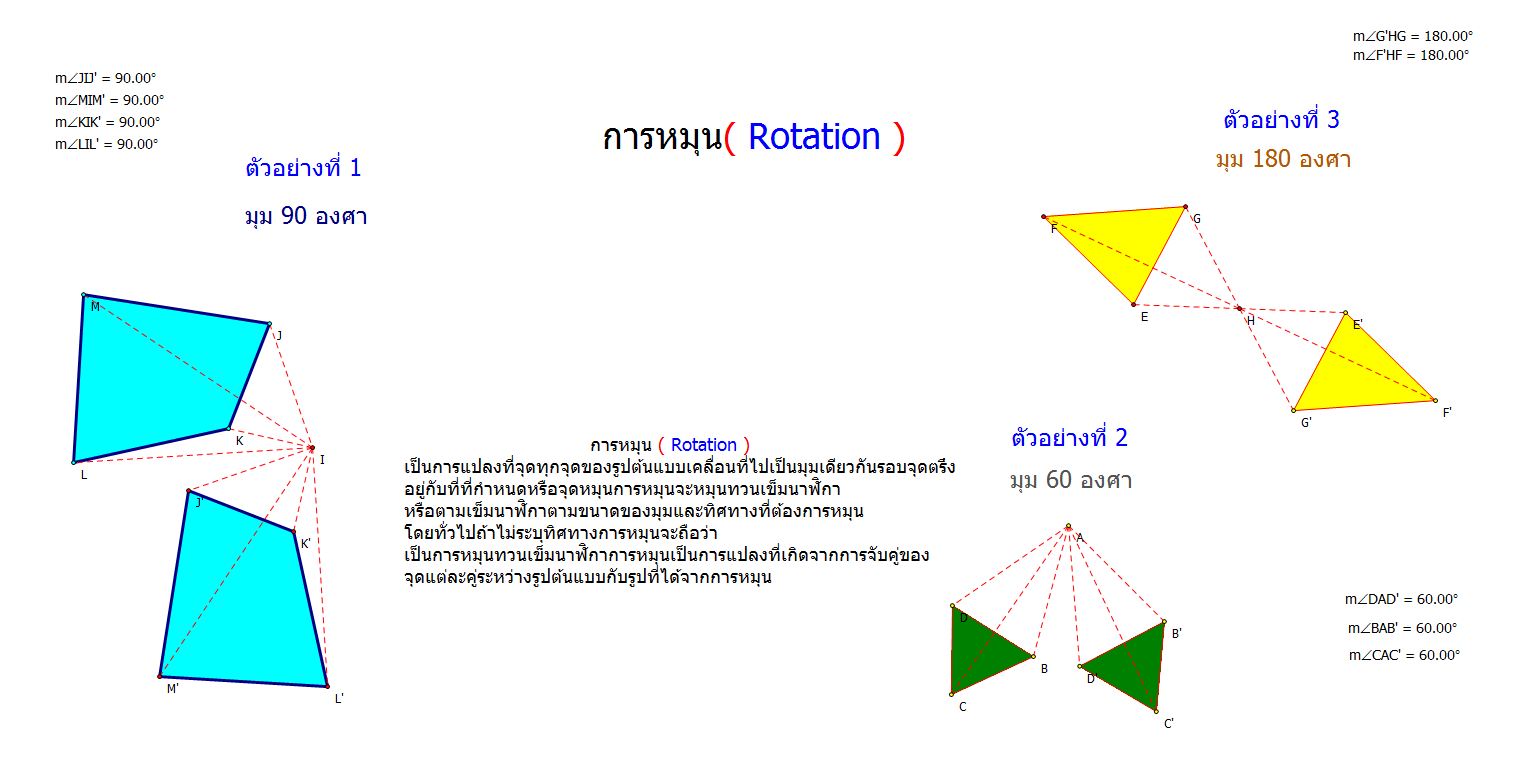 การหมุน( Rotation )
m∠JIJ' = 90.00°
m∠MIM' = 90.00°
m∠KIK' = 90.00°
m∠LIL' = 90.00°
ตัวอย่างที่ 1
มุม 90 องศา
M
J
K
L
I
J'
K'
M'
L'
การหมุน ( Rotation )
เป็นการแปลงที่จุดทุกจุดของรูปต้นแบบเคลื่อนที่ไปเป็นมุมเดียวกันรอบจุดตรึง
อยู่กับที่ที่กำหนดหรือจุดหมุนการหมุนจะหมุนทวนเข็มนาฬิกา
หรือตามเข็มนาฬิกาตามขนาดของมุมและทิศทางที่ต้องการหมุน
โดยทั่วไปถ้าไม่ระบุทิศทางการหมุนจะถือว่า
เป็นการหมุนทวนเข็มนาฬิกาการหมุนเป็นการแปลงที่เกิดจากการจับคู่ของ
จุดแต่ละคู่ระหว่างรูปต้นแบบกับรูปที่ได้จากการหมุน
m∠G'HG = 180.00°
m∠F'HF = 180.00°
ตัวอย่างที่ 3
มุม 180 องศา
G
F
E
H
E'
G'
F'
ตัวอย่างที่ 2
มุม 60 องศา
A
D
B
C
B'
D'
C'
m∠DAD' = 60.00°
m∠BAB' = 60.00°
m∠CAC' = 60.00°